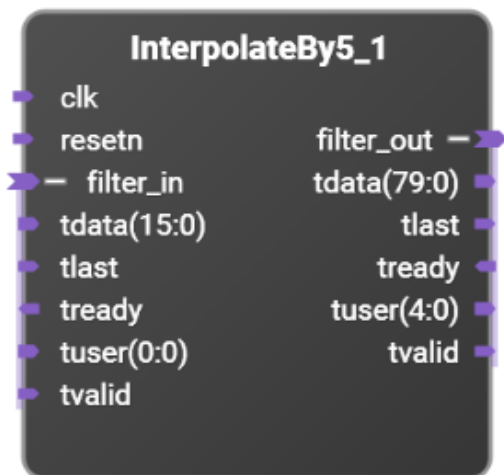 InterpolateBy5_1
clk
resetn
filter_in
tdata(15:0)
tlast
tready
tuser(0:0)
tvalid
filter_out
tdata(79:0)
tlast
tready
tuser(4:0)
tvalid